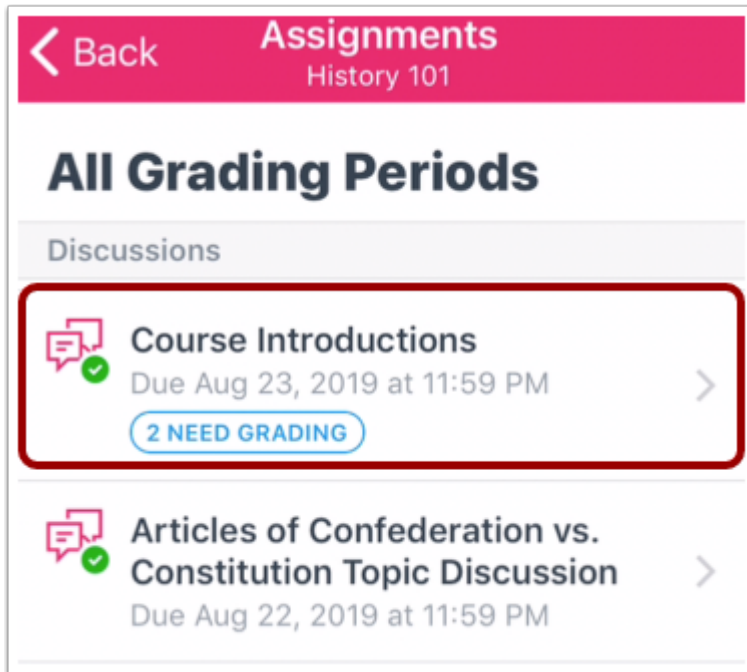 Back
Assignments
History 101
All Grading Periods
Discussions
Course Introductions
Due Aug 23, 2019 at 11:59 PM
2 NEED GRADING
Articles of Confederation vs.
Constitution Topic Discussion
Due Aug 22, 2019 at 11:59 PM